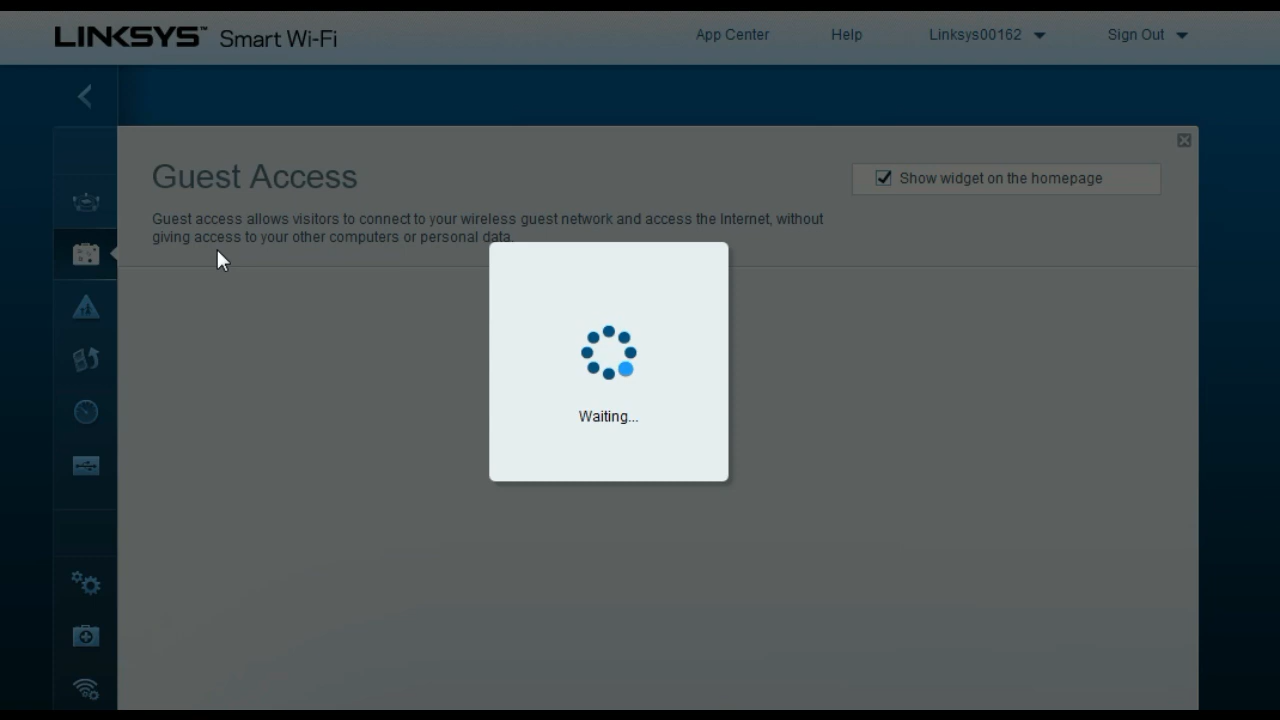 LINKSYS™ Smart Wi-Fi
App Center
Help
Linksys00162
Sign Out
Guest Access
Show widget on the homepage
Guest access allows visitors to connect to your wireless guest network and access the Internet, without
giving access to your other computers or personal data.
Waiting...